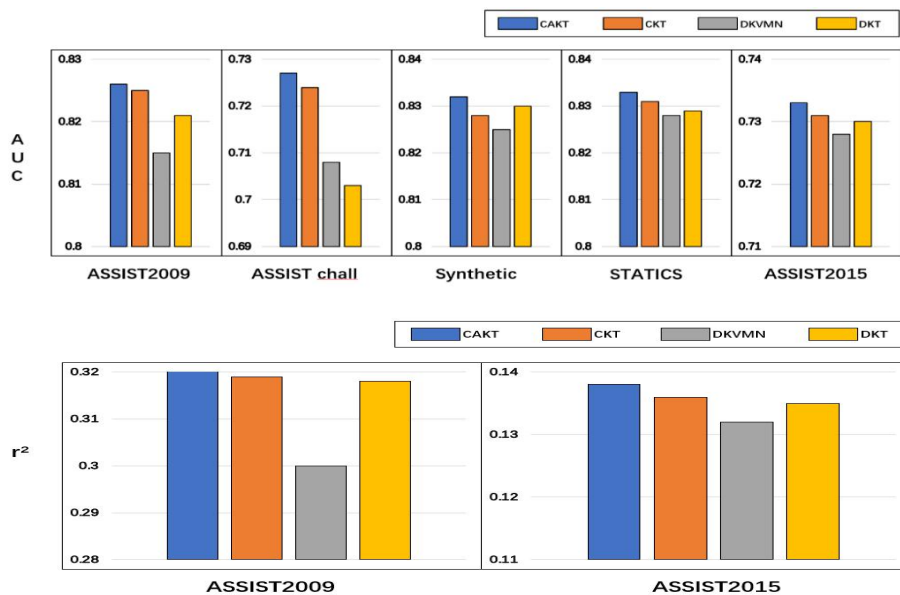 CAKT CKT DKVMN DKT
AUC
0.83
0.82
0.81
0.8
ASSIST2009
0.73
0.72
0.71
0.7
0.69
ASSIST chall
0.84
0.83
0.82
0.81
0.8
Synthetic
0.84
0.83
0.82
0.81
0.8
STATICS
0.74
0.73
0.72
0.71
ASSIST2015
CAKT CKT DKVMN DKT
r²
0.32
0.31
0.3
0.29
0.28
ASSIST2009
0.14
0.13
0.12
0.11
ASSIST2015